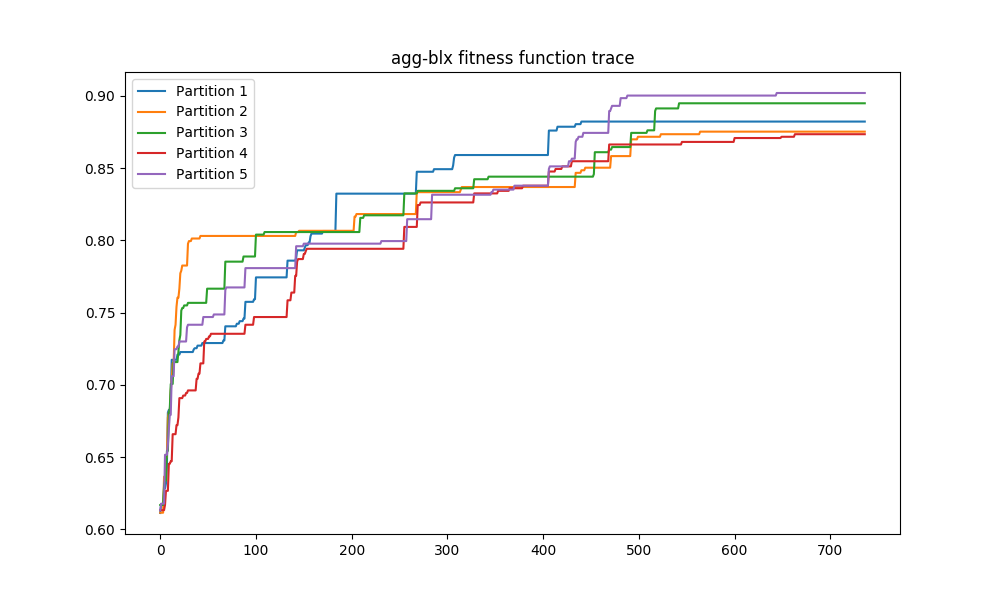 agg-blx fitness function trace
Partition 1
Partition 2
Partition 3
Partition 4
Partition 5
0.90
0.85
0.80
0.75
0.70
0.65
0.60
0 100 200 300 400 500 600 700